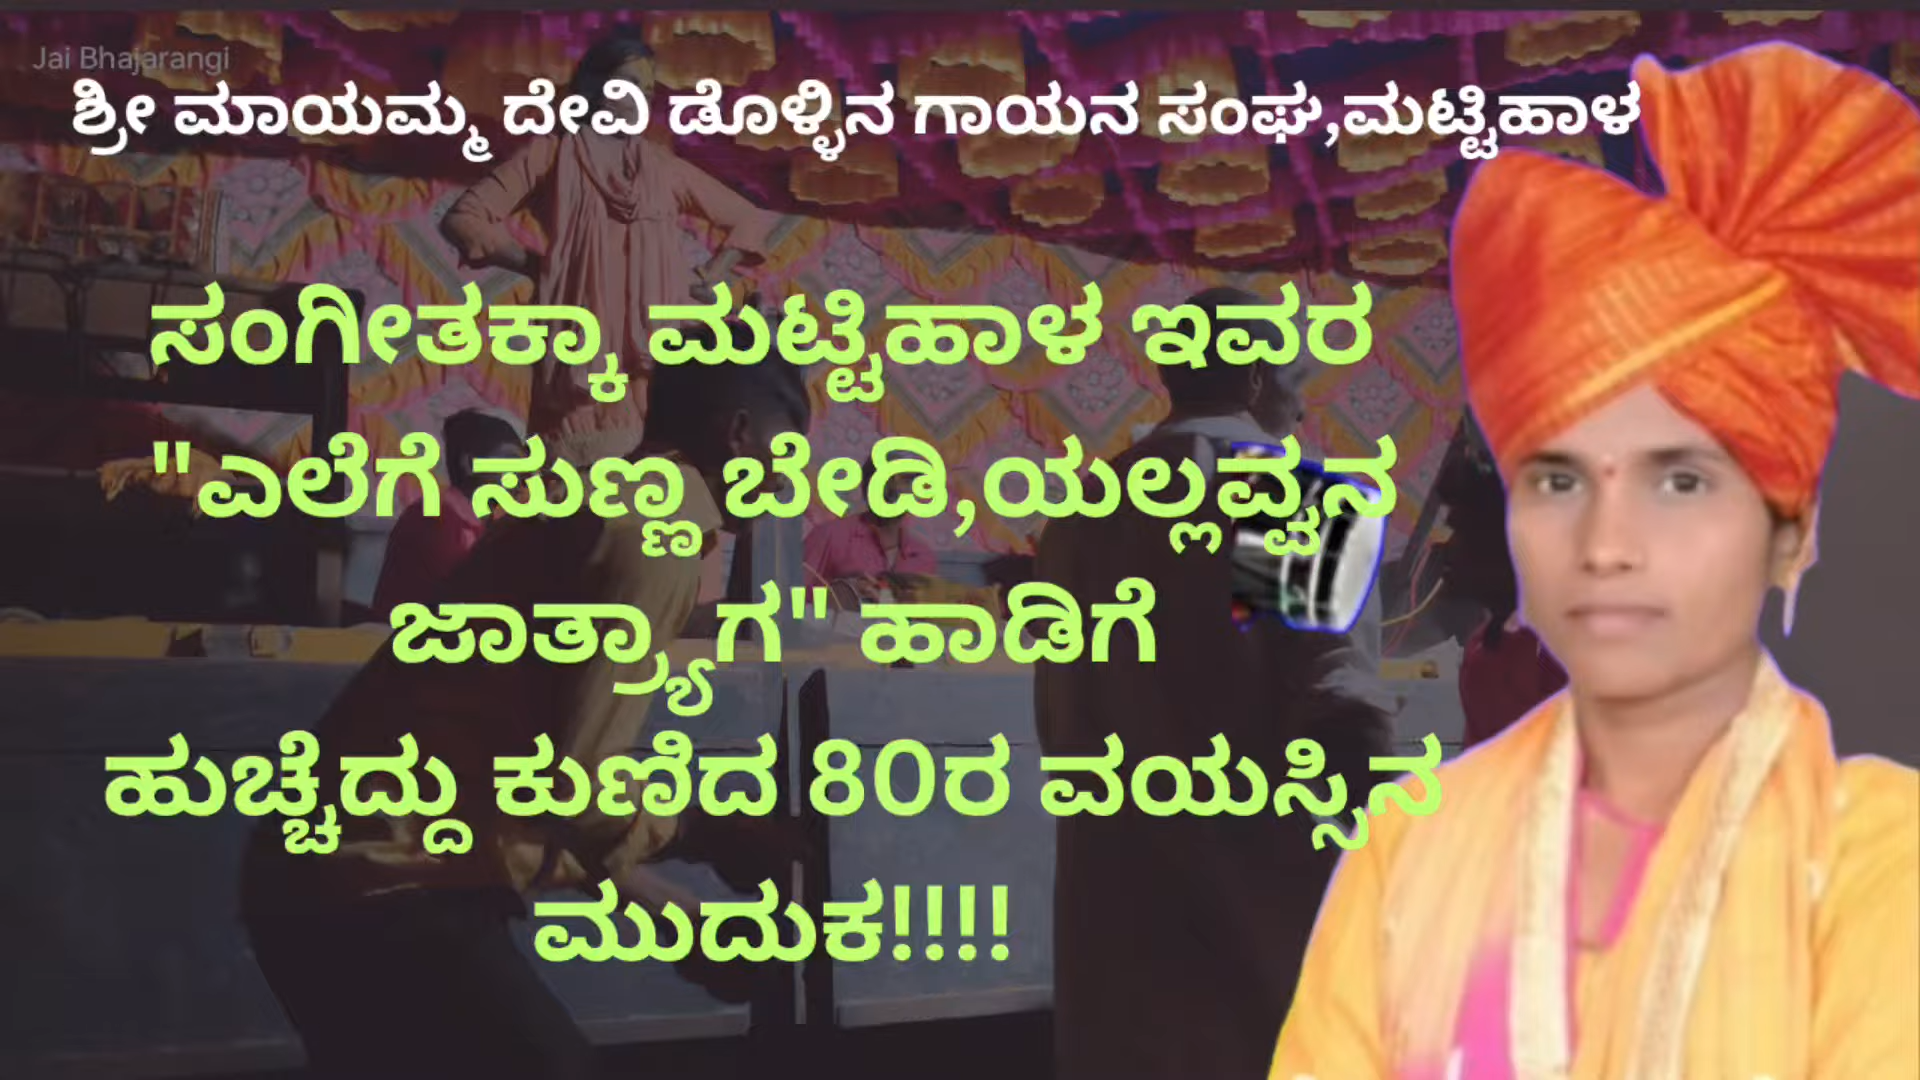 Jai Bhajarangi
ಶ್ರೀ ಮಾಯಮ್ಮ ದೇವಿ ಡೊಳ್ಳಿನ ಗಾಯನ ಸಂಘ,ಮಟ್ಟಿಹಾಳ
ಸಂಗೀತಕ್ಕಾ ಮಟ್ಟಿಹಾಳ ಇವರ
"ಎಲೆಗೆ ಸುಣ್ಣ ಬೇಡಿ,ಯಲ್ಲವ್ವನ
ಜಾತ್ರ್ಯಾಗ" ಹಾಡಿಗೆ
ಹುಚ್ಚೆದ್ದು ಕುಣಿದ 80ರ ವಯಸ್ಸಿನ
ಮುದುಕ!!!!